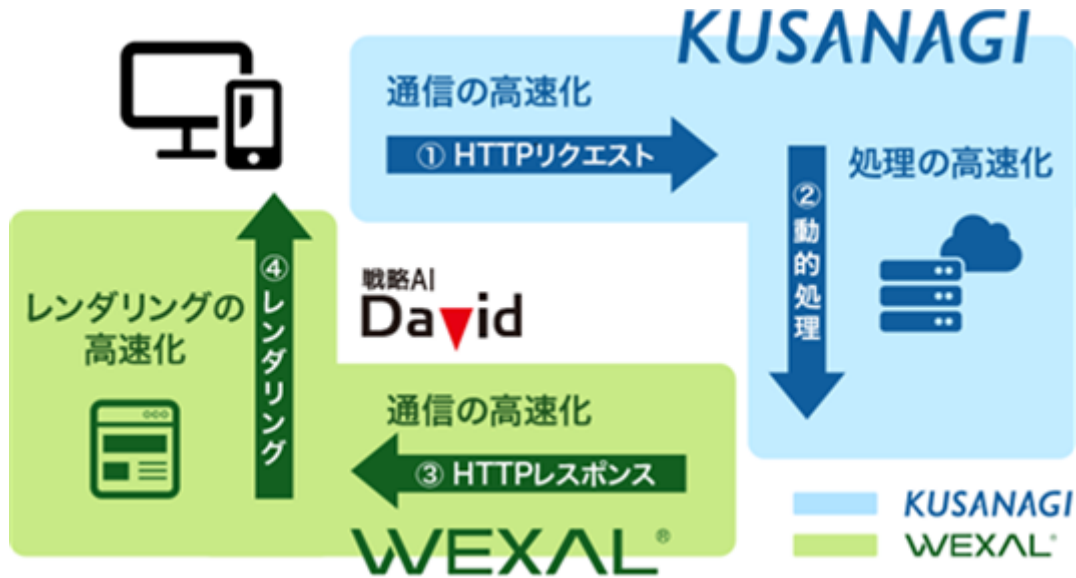 KUSANAGI
通信の高速化
① HTTPリクエスト
処理の高速化
②動的処理
戦略AI
David
レンダリングの
高速化
④レンダリング
通信の高速化
③ HTTPレスポンス
WEXAL®
KUSANAGI
WEXAL®